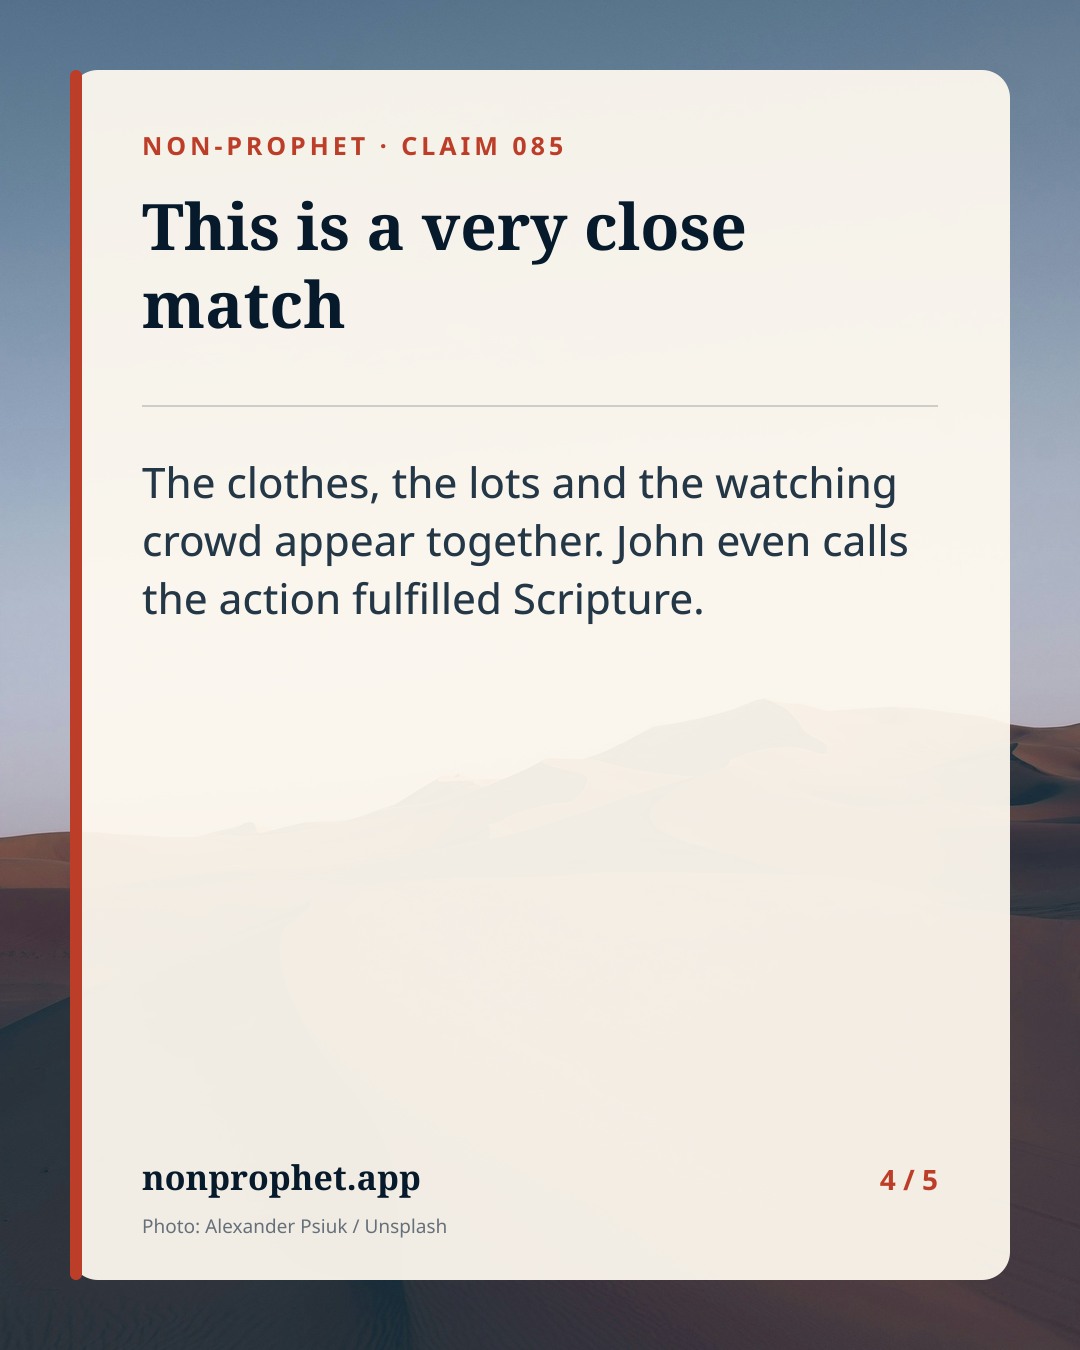 NON-PROPHET · CLAIM 085
This is a very close
match
The clothes, the lots and the watching
crowd appear together. John even calls
the action fulfilled Scripture.
nonprophet.app
4 / 5
Photo: Alexander Psiuk / Unsplash